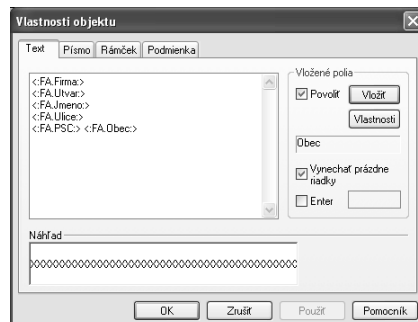 Vlastnosti objektu
Text Písmo Rámček Podmienka
<:FA.Firma:>
<:FA.Utvar:>
<:FA.Jmeno:>
<:FA.Ulice:>
<:FA.PSC:> <:FA.Obec:>
Vložené polia
Povoliť Vložiť
Vlastnosti
Obec
Vynechať prázdne
riadky
Enter
Náhľad
XXXXXXXXXXXXXXXXXXXXXXXXXXXXXXXXXXXXXXXXXXX
OK Zrušiť Použiť Pomocník